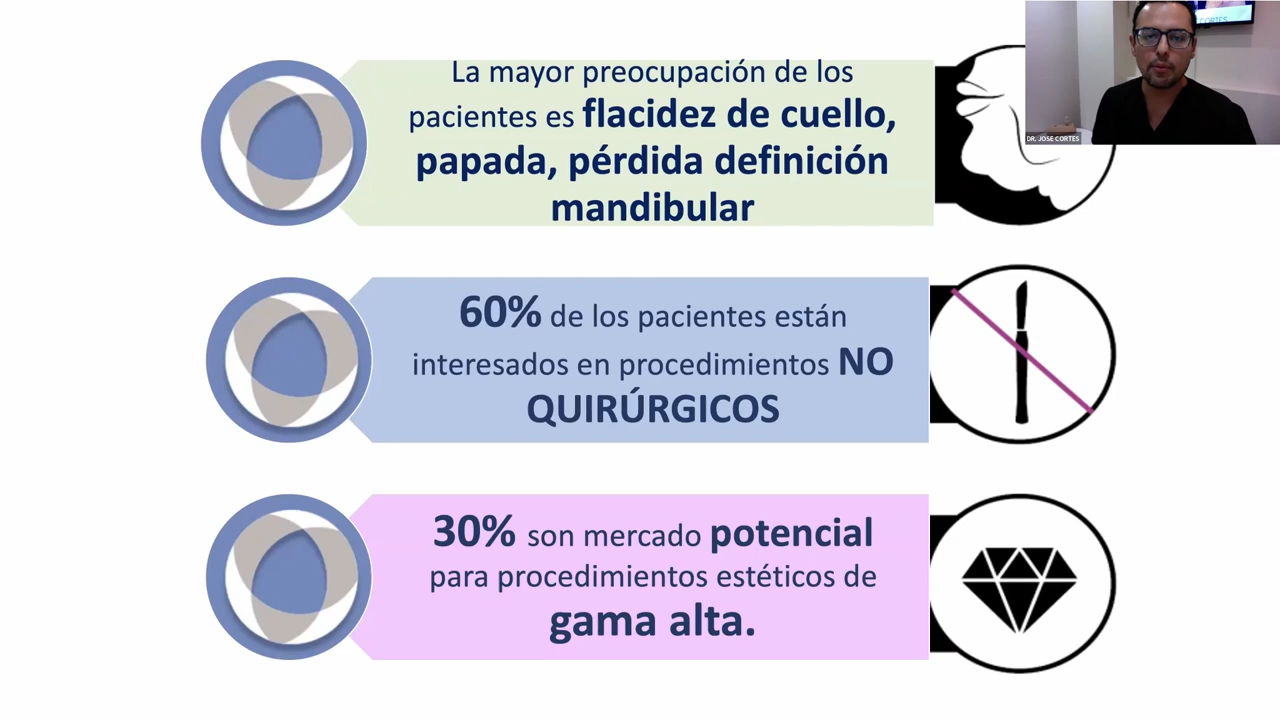 CORTES
DR. JOSE CORTES
La mayor preocupación de los
pacientes es flacidez de cuello,
papada, pérdida definición
mandibular
60% de los pacientes están
interesados en procedimientos NO
QUIRÚRGICOS
30% son mercado potencial
para procedimientos estéticos de
gama alta.